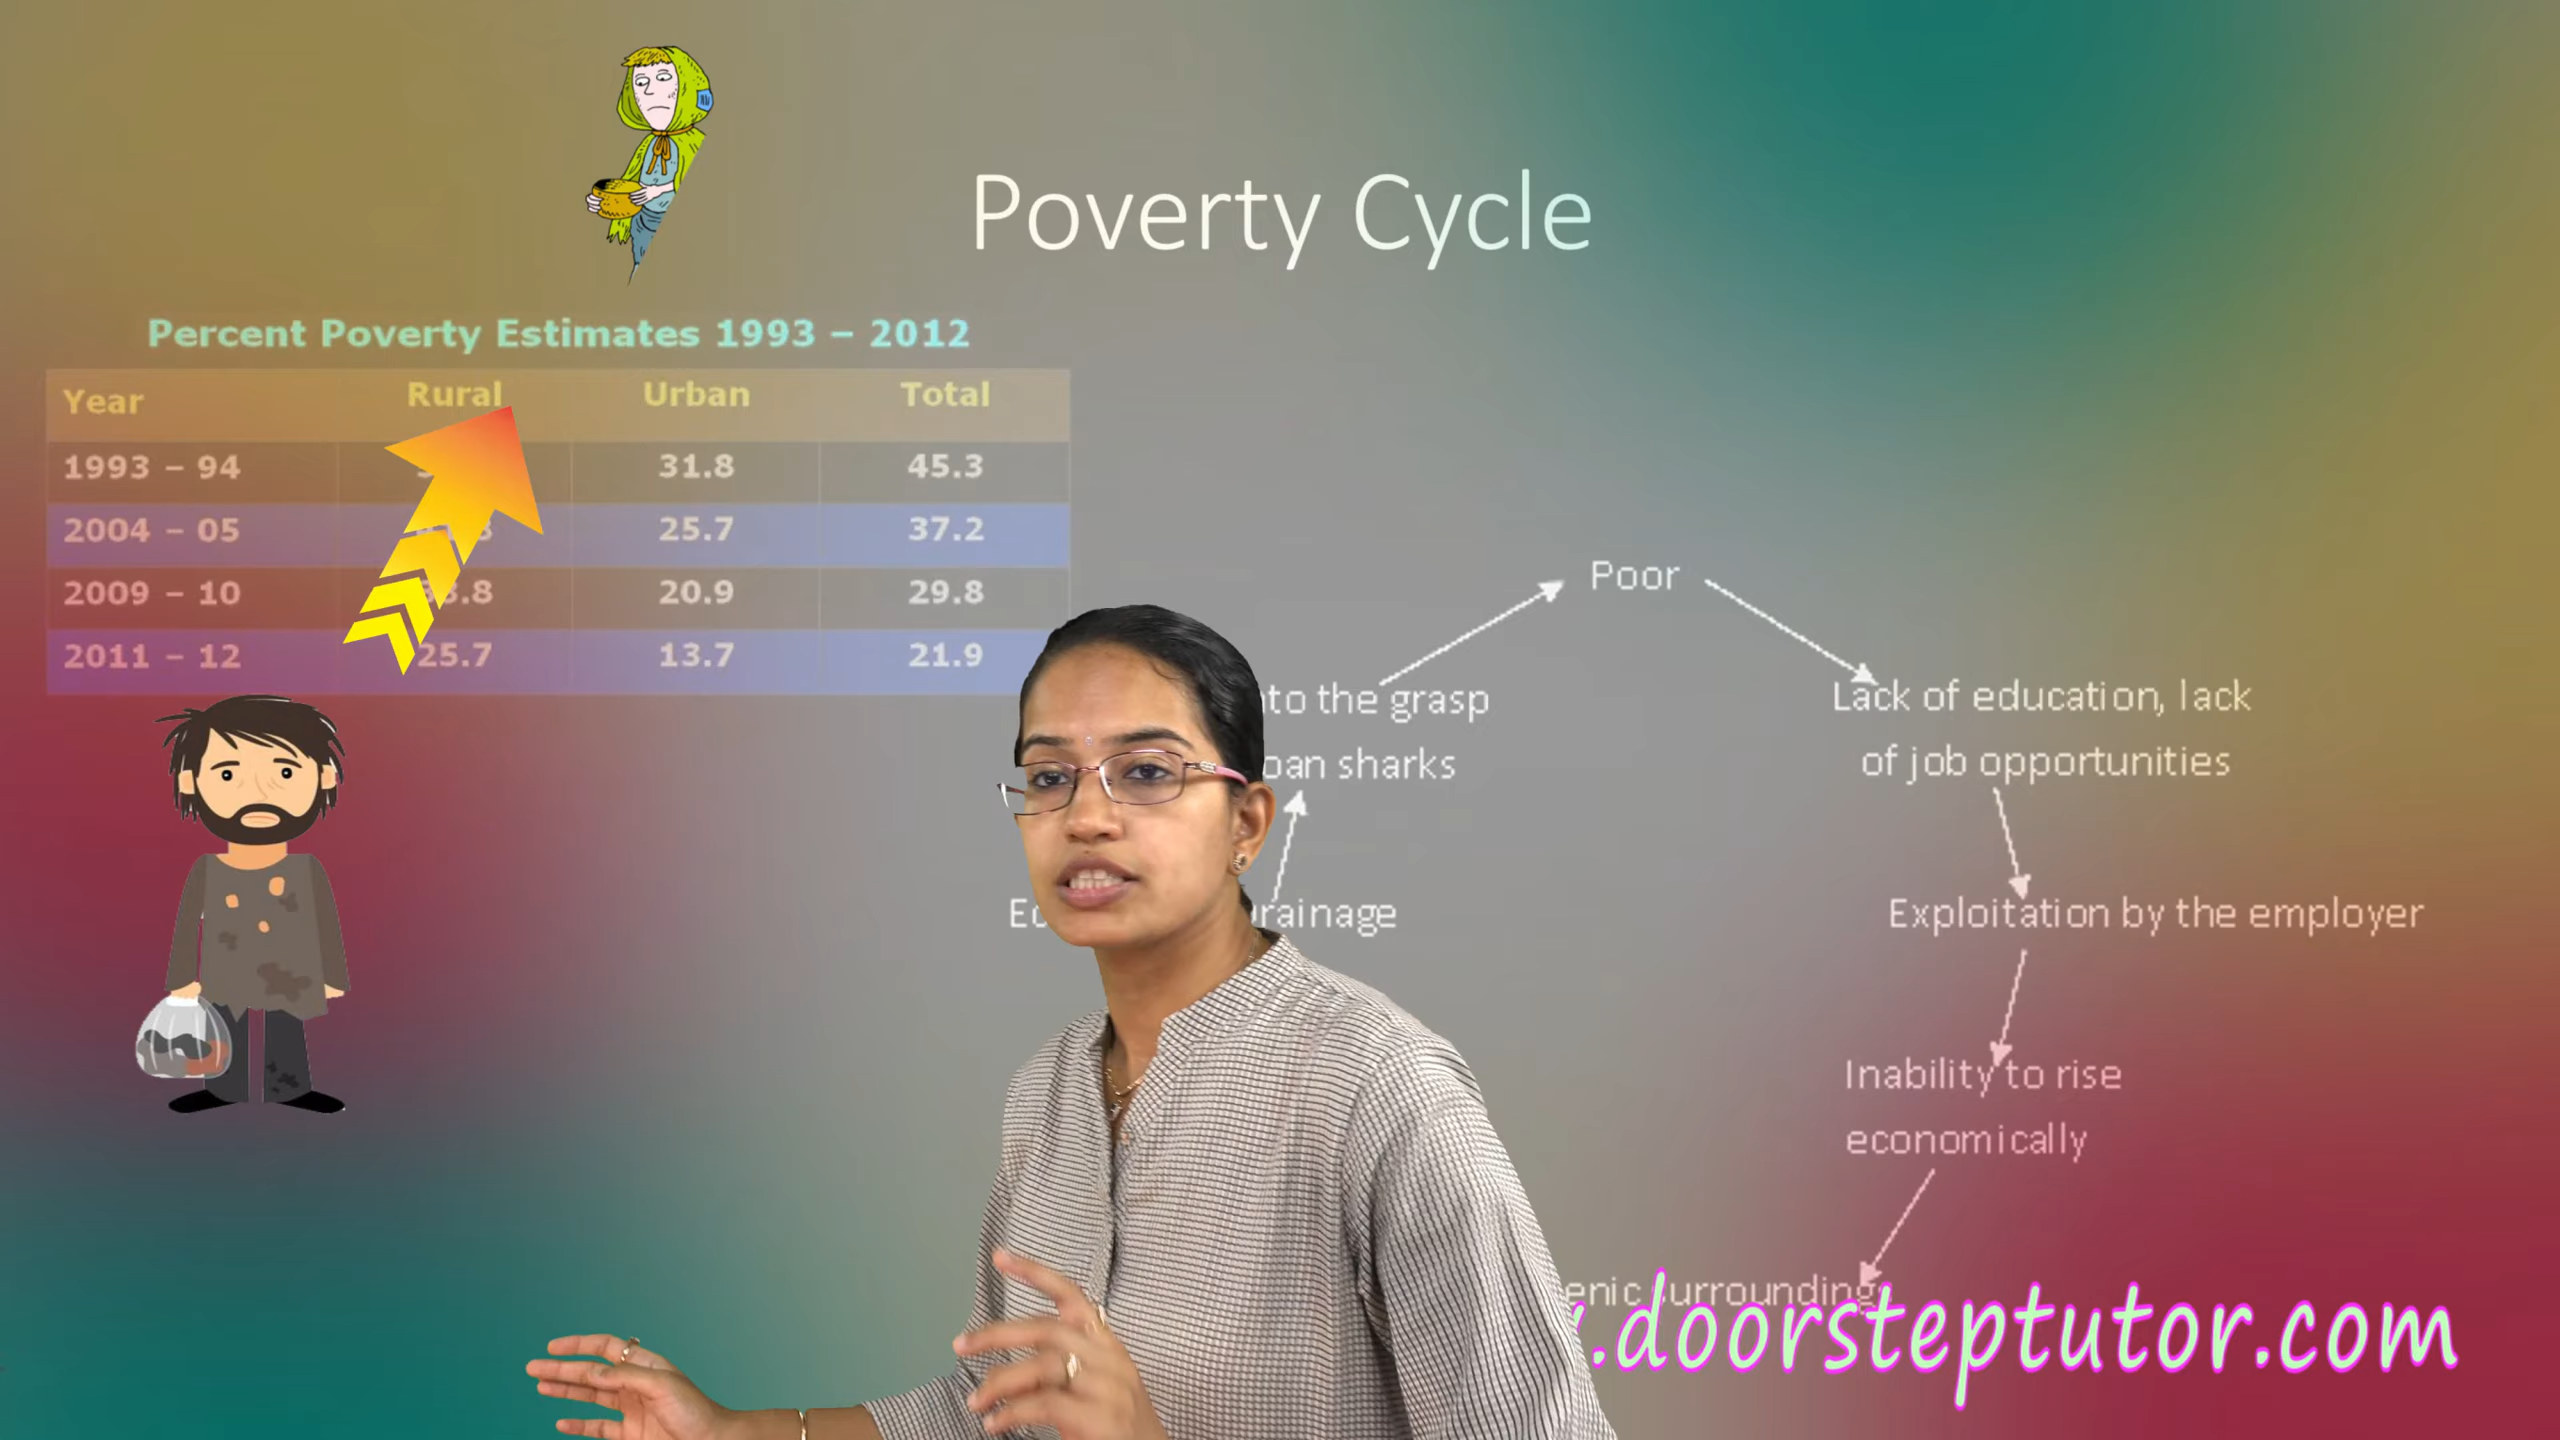 Poverty Cycle
Percent Poverty Estimates 1993 – 2012
Year Rural Urban Total
1993 – 94 31.8 45.3
2004 – 05 25.7 37.2
2009 – 10 20.9 29.8
2011 – 12 25.7 13.7 21.9
Poor
to the grasp
sharks
Lack of education, lack
of job opportunities
Exploitation by the employer
Inability to rise
economically
.doorsteptutor.com